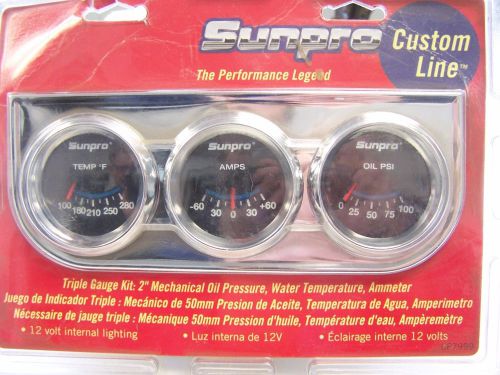 Sunpro
Custom
Line™
The Performance Legend
Sunpro® Sunpro® Sunpro®
TEMP °F AMPS OIL PSI
100 180 210 250 280 -60 30 0 30 +60 0 25 50 75 100
Triple Gauge Kit: 2" Mechanical Oil Pressure, Water Temperature, Ammeter
Juego de Indicador Triple : Mecánico de 50mm Presion de Aceite, Temperatura de Agua, Amperimetro
Nécessaire de jauge triple : Mécanique 50mm Pression d'huile, Température d'eau, Ampèremètre
• 12 volt internal lighting • Luz interna de 12V • Éclairage interne 12 volts
CP7999